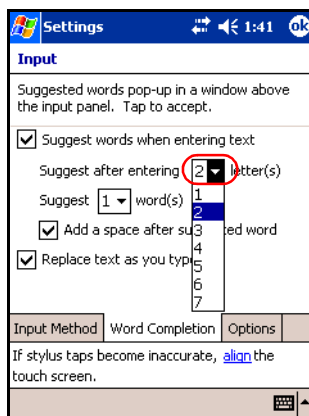 Settings 1:41 ok
Input
Suggested words pop-up in a window above
the input panel. Tap to accept.
Suggest words when entering text
Suggest after entering 2 letter(s)
1
Suggest 1 word(s)
2
Add a space after su ed word
3
4
Replace text as you typ
5
6
7
Input Method Word Completion Options
If stylus taps become inaccurate, align the
touch screen.